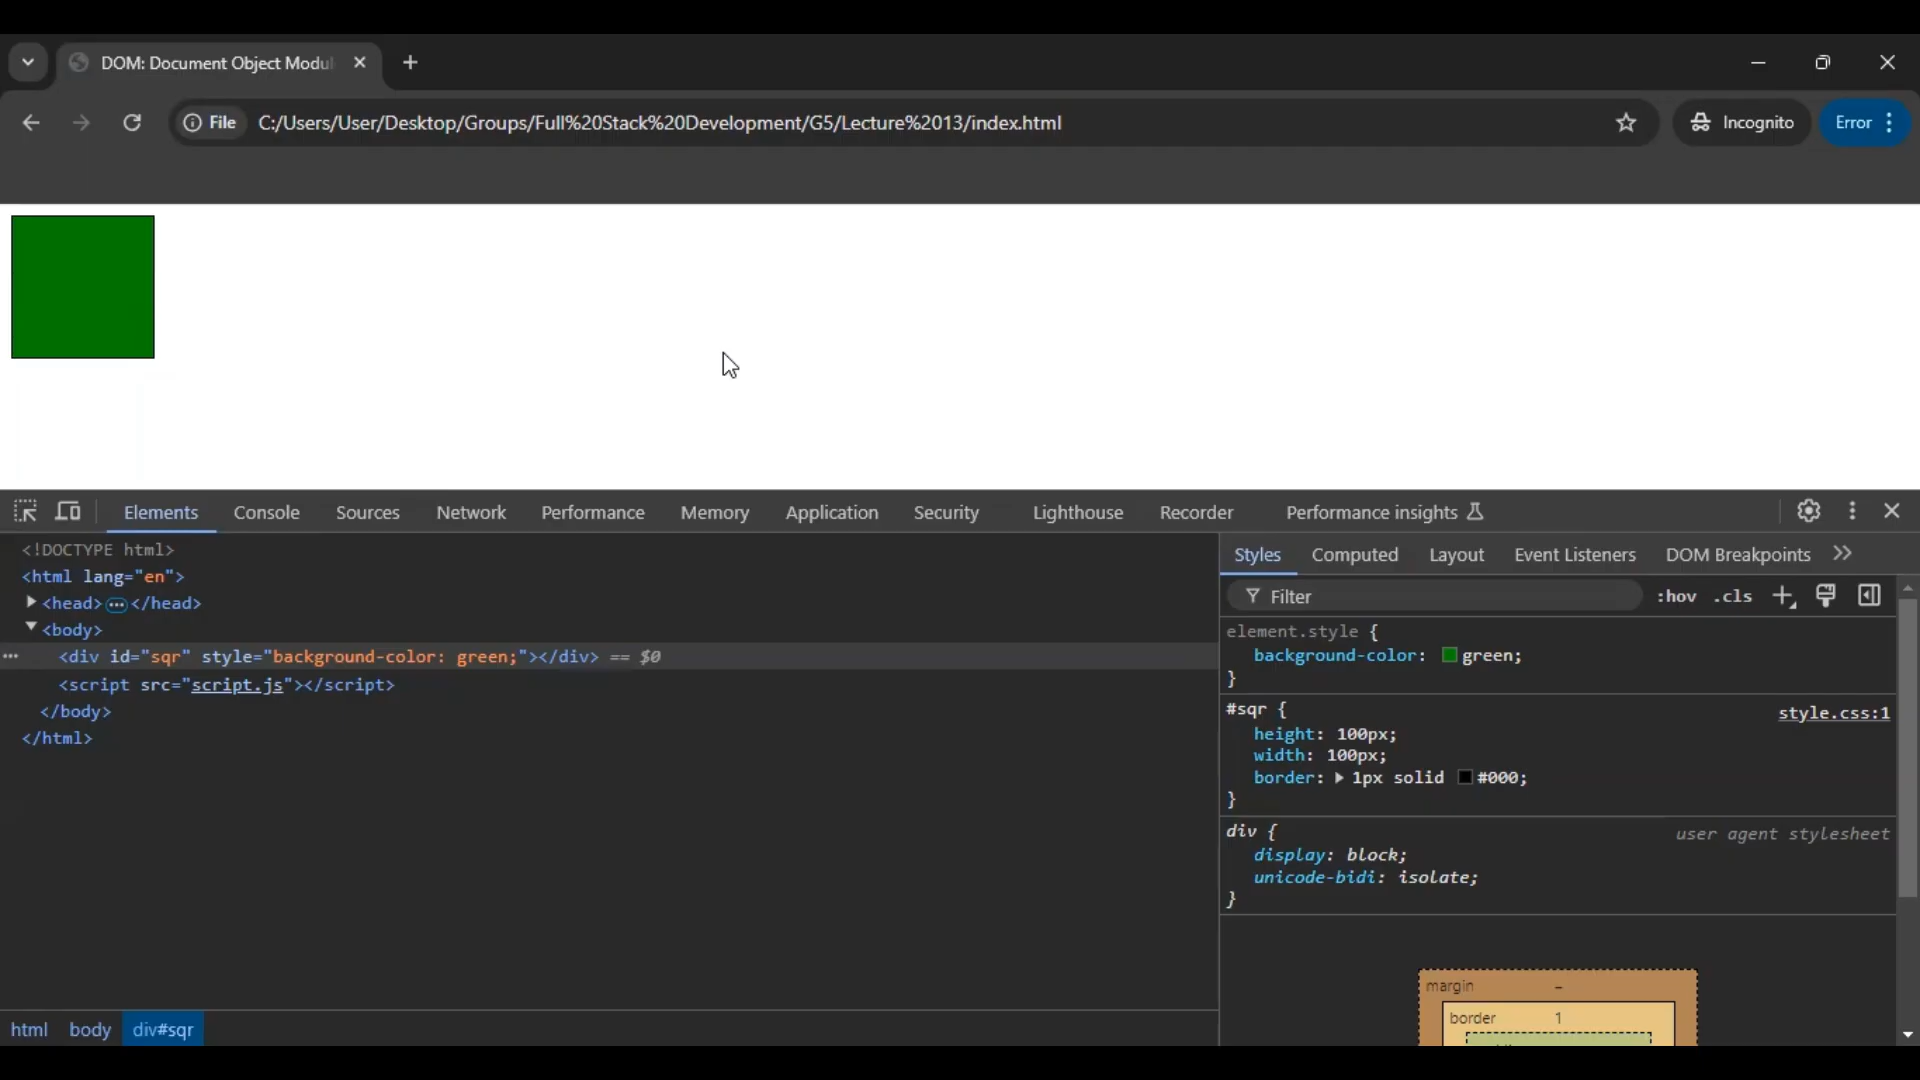 DOM: Document Object Modul
File C:/Users/User/Desktop/Groups/Full%20Stack%20Development/G5/Lecture%2013/index.html Incognito Error
Elements Console Sources Network Performance Memory Application Security Lighthouse Recorder Performance insights
<!DOCTYPE html>
<html lang="en">
<head>…</head>
<body>
… <div id="sqr" style="background-color: green;"></div> == $0
<script src="script.js"></script>
</body>
</html>
html body div#sqr
Styles Computed Layout Event Listeners DOM Breakpoints
Filter :hov .cls
element.style {
background-color: green;
}
#sqr { style.css:1
height: 100px;
width: 100px;
border: 1px solid #000;
}
div { user agent stylesheet
display: block;
unicode-bidi: isolate;
}
margin -
border 1